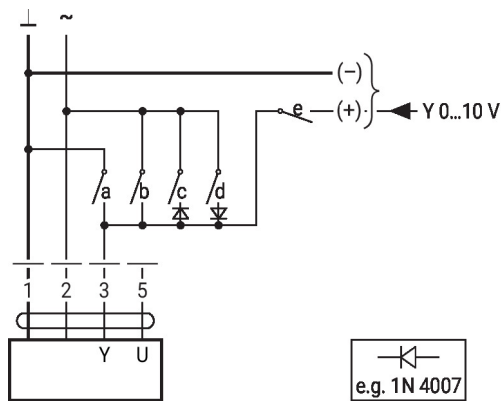 ⊥ ~
(–)
e (+) Y 0...10 V
a b c d
1 2 3 5
Y U
e.g. 1N 4007